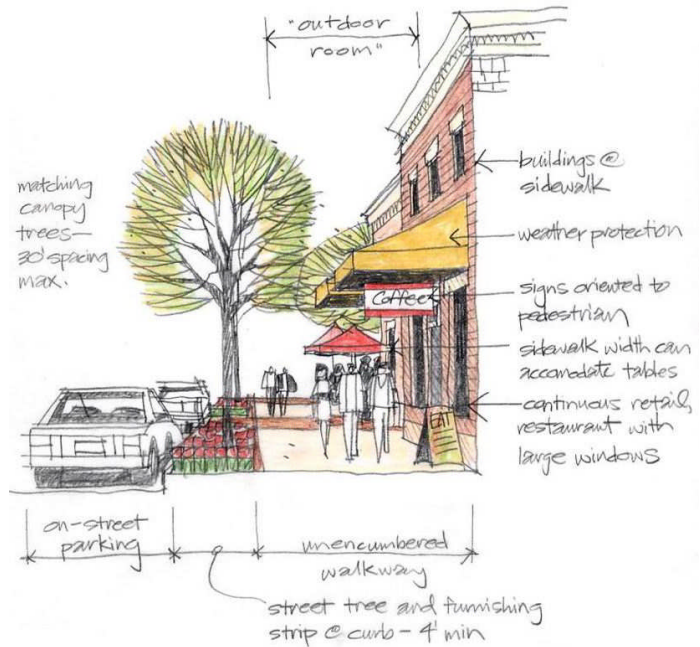 "outdoor
room"
matching
canopy
trees—
30' spacing
max.
buildings @
sidewalk
weather protection
signs oriented to
pedestrian
sidewalk width can
accomodate tables
continuous retail,
restaurant with
large windows
Coffee
EAT
on-street
parking
unencumbered
walkway
street tree and furnishing
strip @ curb - 4' min